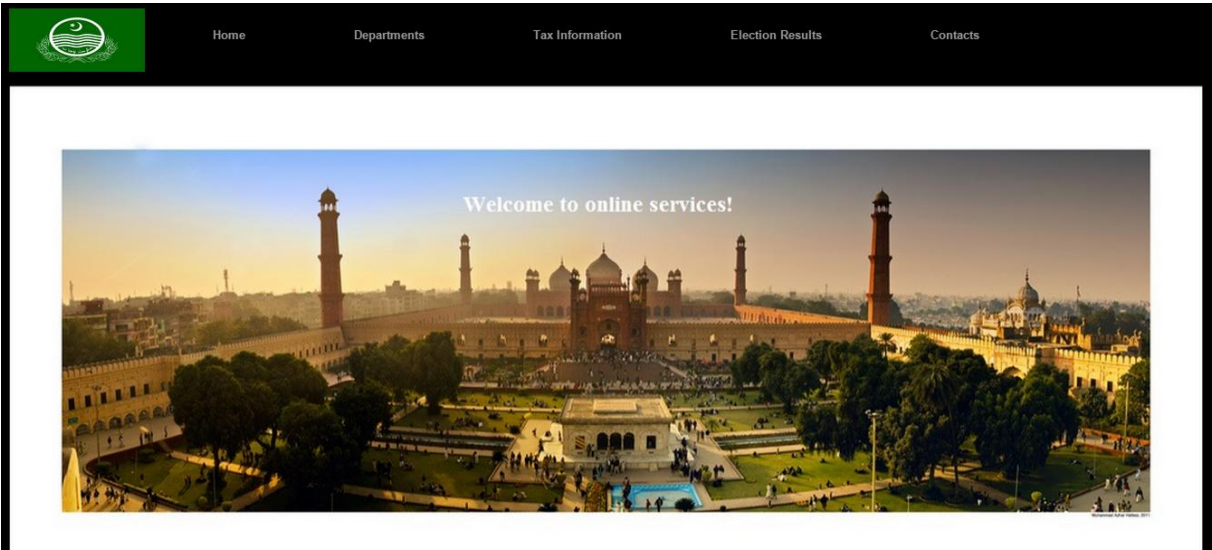 Home
Departments
Tax Information
Election Results
Contacts
Welcome to online services!